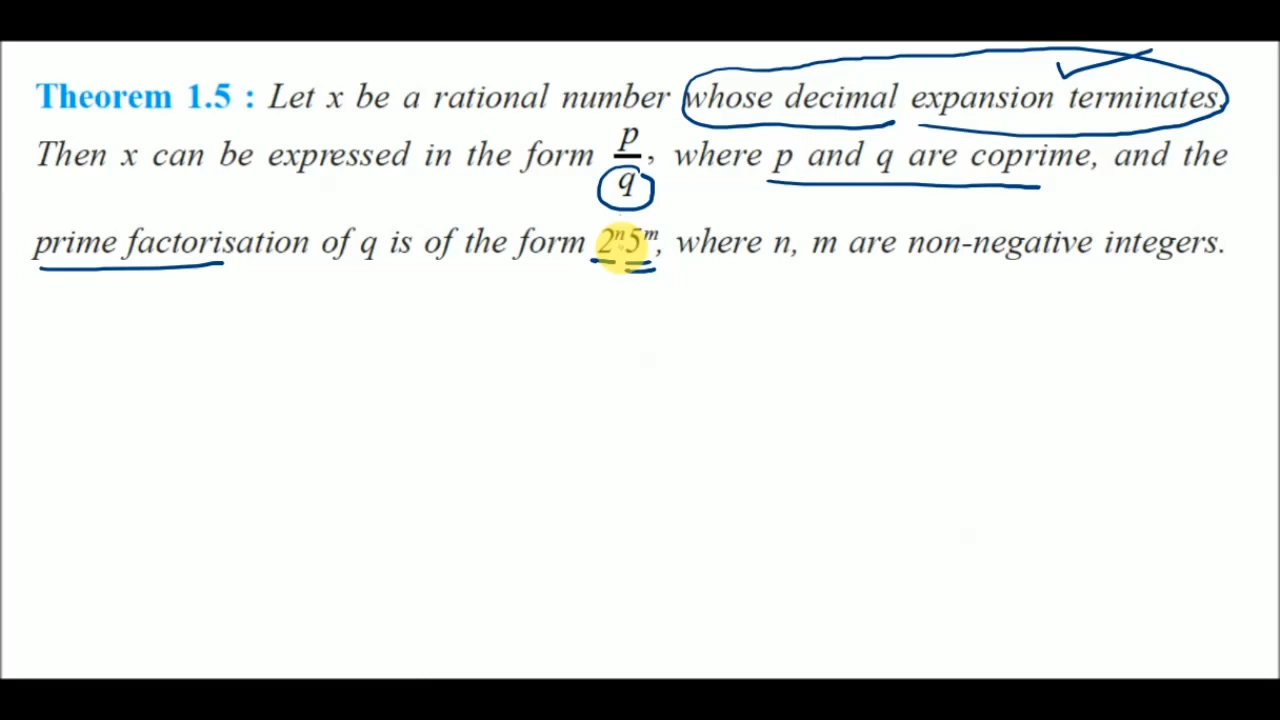 Theorem 1.5 : Let x be a rational number whose decimal expansion terminates.
Then x can be expressed in the form p/q, where p and q are coprime, and the
prime factorisation of q is of the form 2ⁿ5ᵐ, where n, m are non-negative integers.